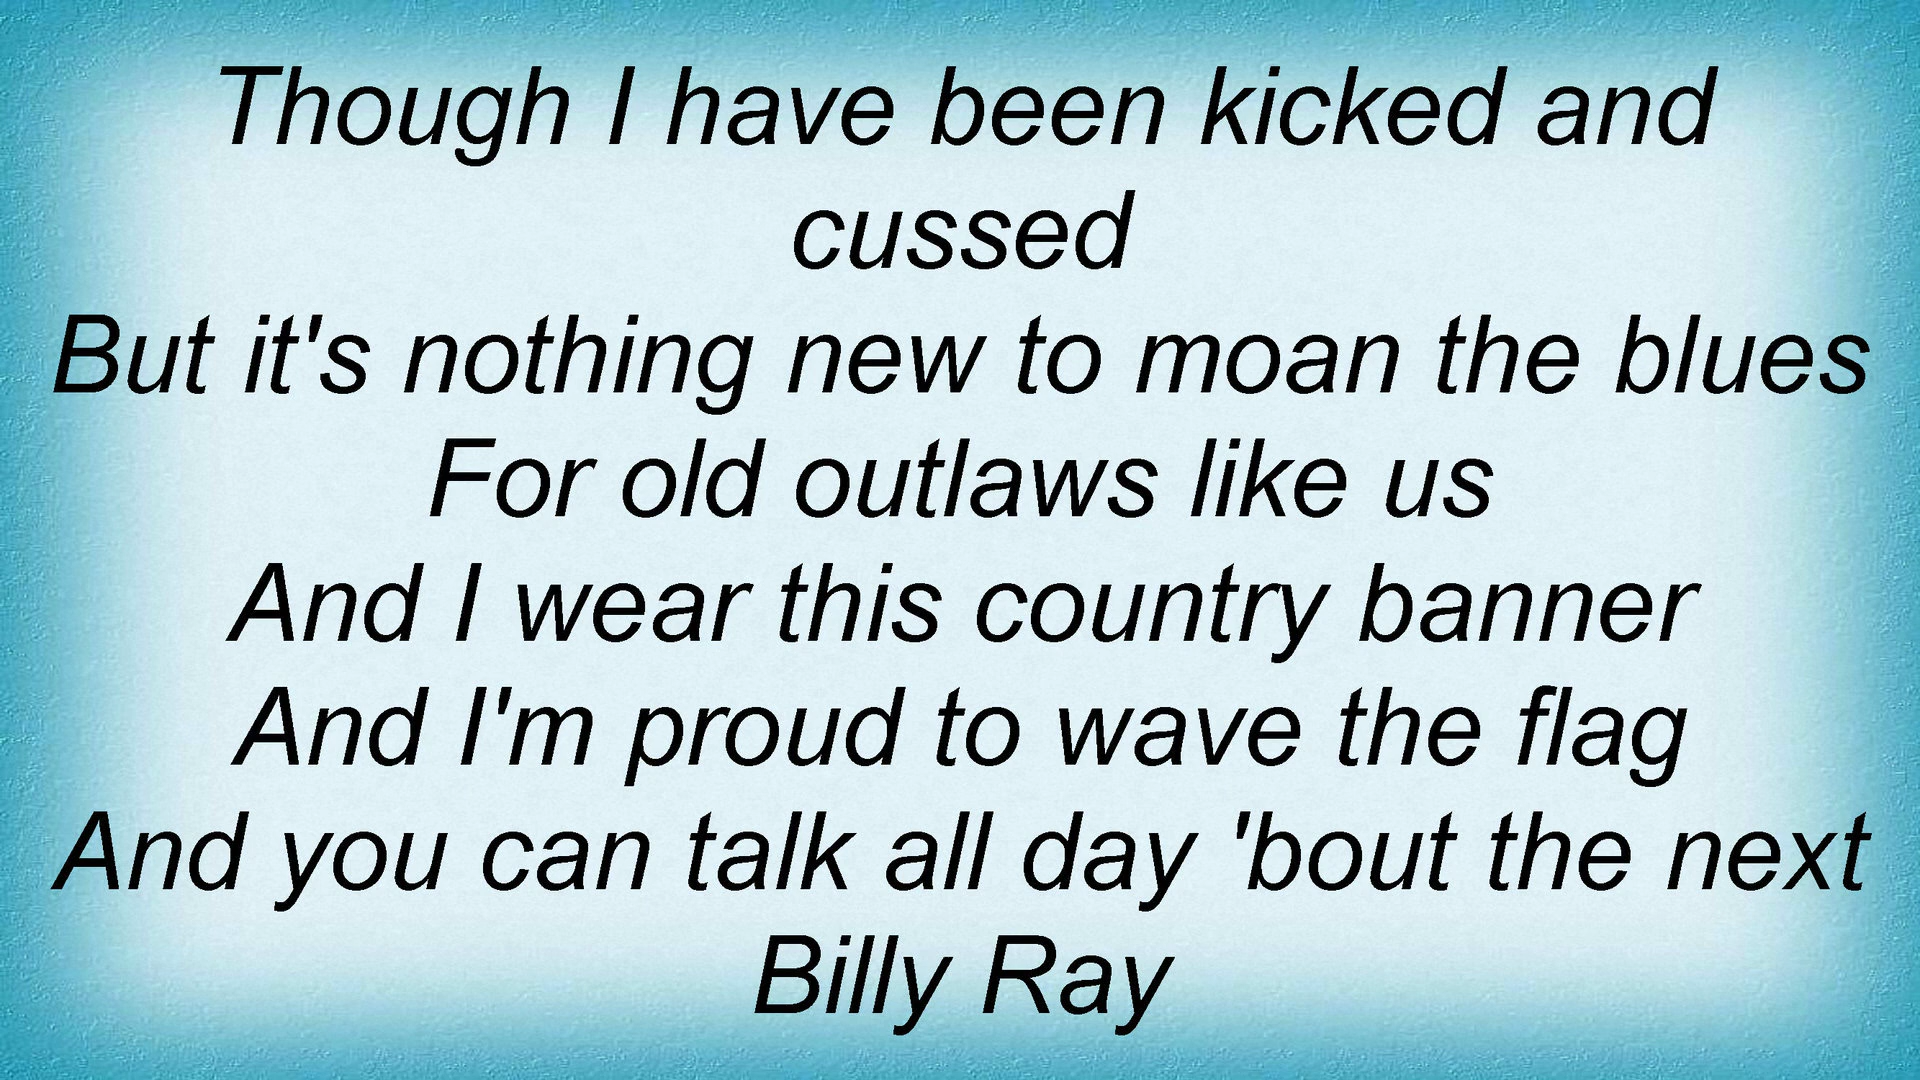 Though I have been kicked and
cussed
But it's nothing new to moan the blues
For old outlaws like us
And I wear this country banner
And I'm proud to wave the flag
And you can talk all day 'bout the next
Billy Ray